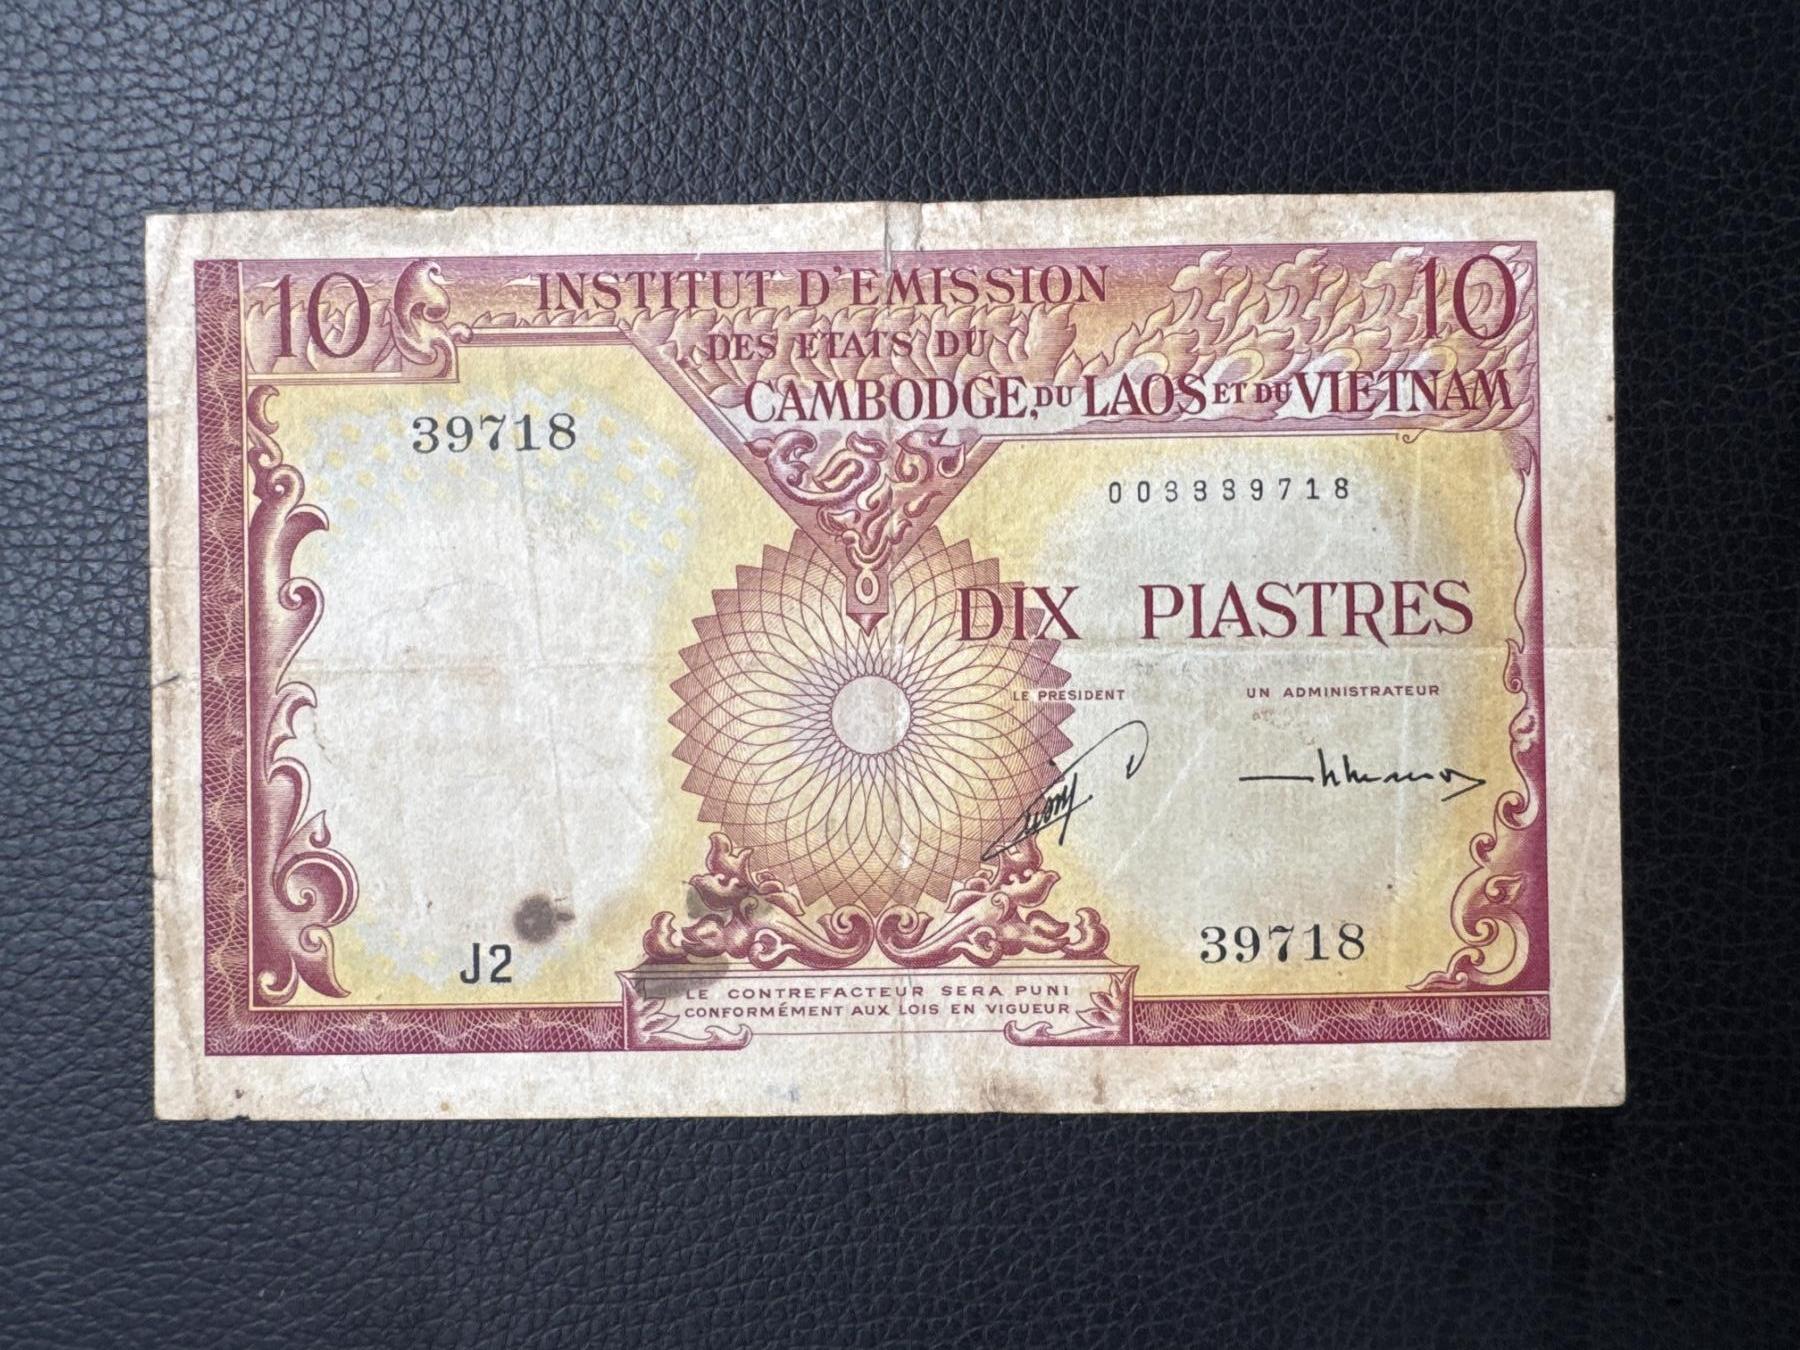 10 INSTITUT D'EMISSION 10
DES ETATS DU
CAMBODGE, DU LAOS ET DU VIETNAM
39718
003339718
DIX PIASTRES
LE PRESIDENT UN ADMINISTRATEUR
39718
J2
LE CONTREFACTEUR SERA PUNI
CONFORMÉMENT AUX LOIS EN VIGUEUR